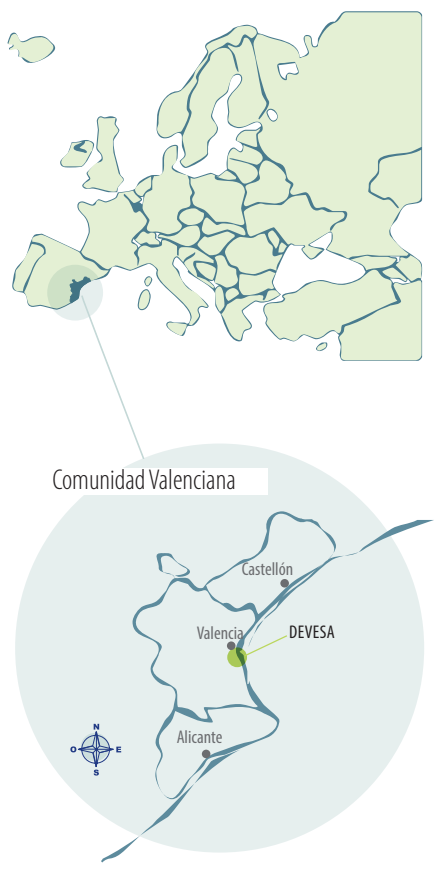 Comunidad Valenciana
Castellón
Valencia
DEVESA
Alicante
N
O E
S